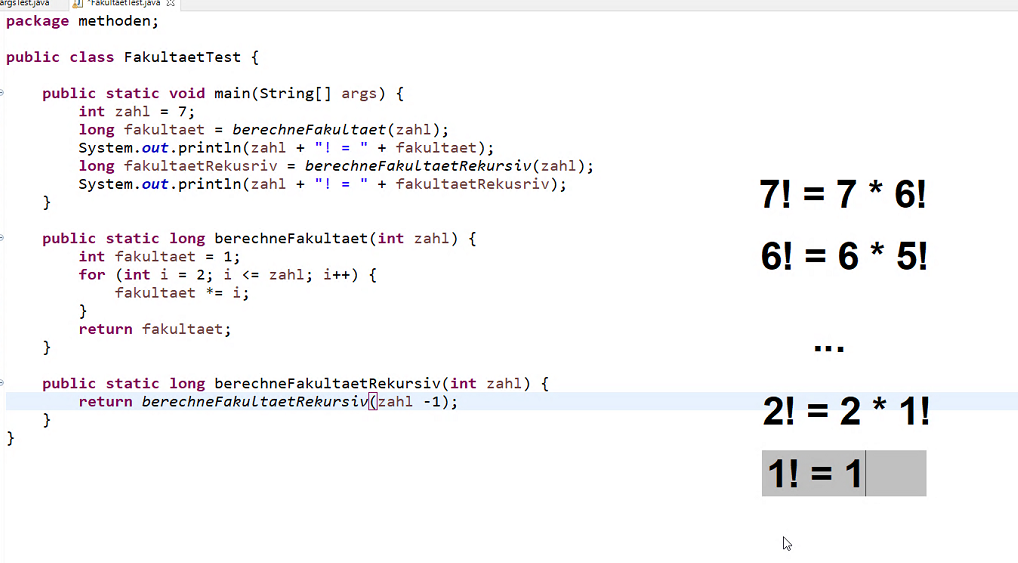 argsTest.java *FakultaetTest.java
package methoden;
public class FakultaetTest {
public static void main(String[] args) {
int zahl = 7;
long fakultaet = berechneFakultaet(zahl);
System.out.println(zahl + "! = " + fakultaet);
long fakultaetRekusriv = berechneFakultaetRekursiv(zahl);
System.out.println(zahl + "! = " + fakultaetRekusriv);
}
public static long berechneFakultaet(int zahl) {
int fakultaet = 1;
for (int i = 2; i <= zahl; i++) {
fakultaet *= i;
}
return fakultaet;
}
public static long berechneFakultaetRekursiv(int zahl) {
return berechneFakultaetRekursiv(zahl -1);
}
}
7! = 7 * 6!
6! = 6 * 5!
...
2! = 2 * 1!
1! = 1